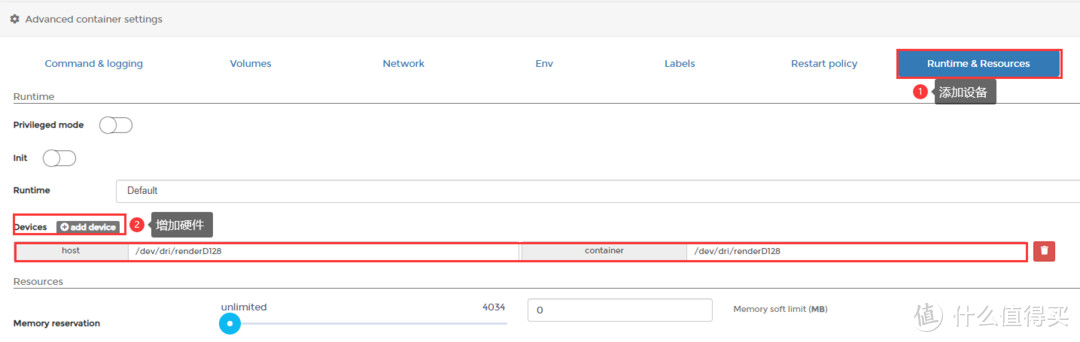 Advanced container settings
Command & logging Volumes Network Env Labels Restart policy Runtime & Resources
1 添加设备
Runtime
Privileged mode
Init
Runtime Default
Devices add device 2 增加硬件
host /dev/dri/renderD128 container /dev/dri/renderD128
Resources
unlimited 4034
Memory reservation 0 Memory soft limit (MB)
值 什么值得买